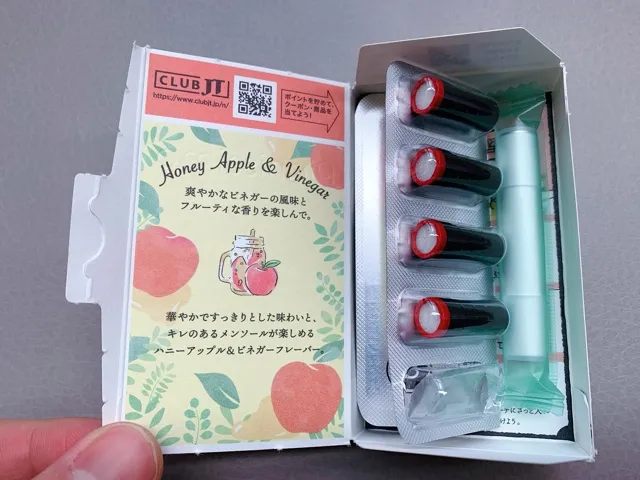 CLUB JT
https://www.clubjt.jp/n/
ポイントを貯めて、
クーポン・商品を
当てよう!
Honey Apple & Vinegar
爽やかなビネガーの風味と
フルーティな香りを楽しんで。
華やかですっきりとした味わいと、
キレのあるメンソールが楽しめる
ハニーアップル&ビネガーフレーバー。